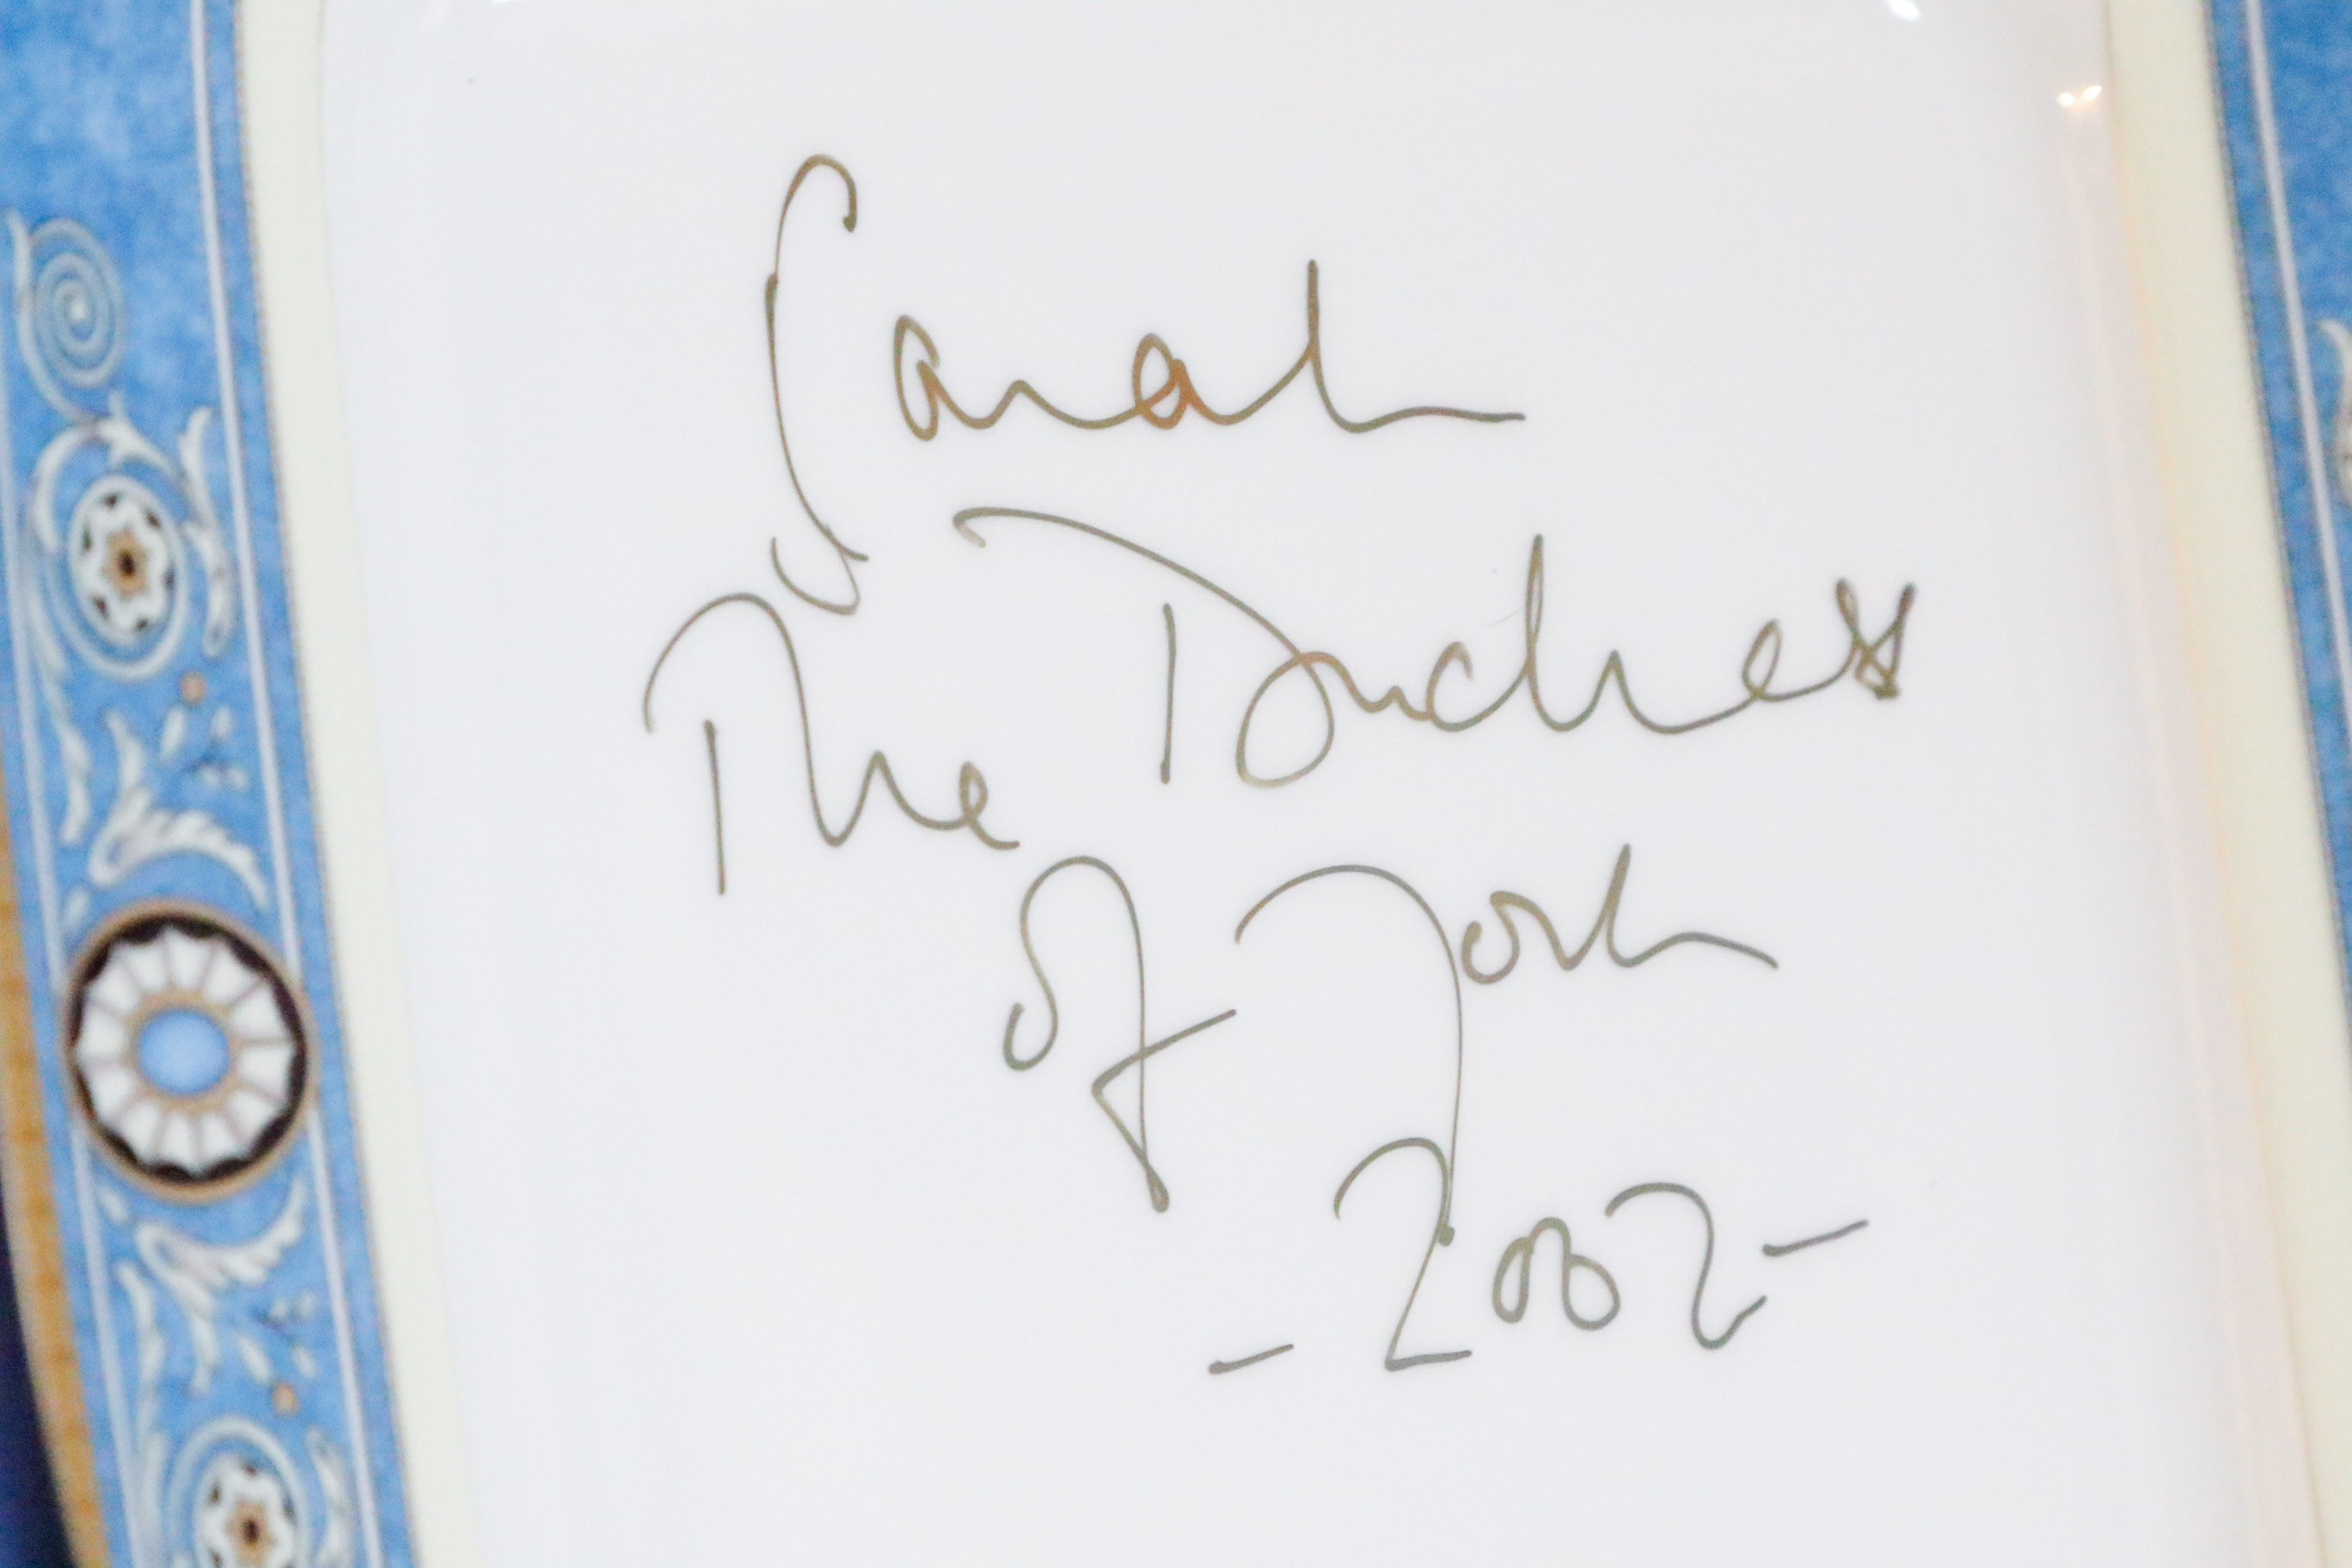 Sarah
The Duchess
of York
- 2002 -